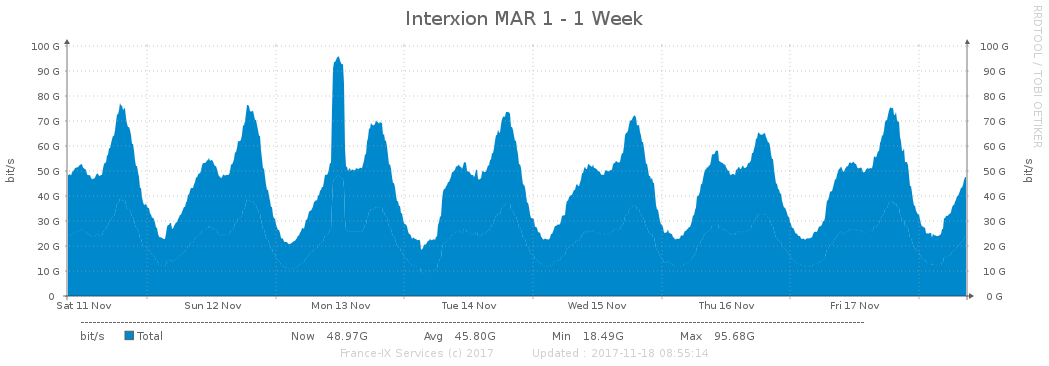 Interxion MAR 1 - 1 Week
RRDTOOL / TOBI OETIKER
bit/s
100 G 100 G
90 G 90 G
80 G 80 G
70 G 70 G
60 G 60 G
50 G 50 G
40 G 40 G
30 G 30 G
20 G 20 G
10 G 10 G
0 0 G
bit/s
Sat 11 Nov Sun 12 Nov Mon 13 Nov Tue 14 Nov Wed 15 Nov Thu 16 Nov Fri 17 Nov
bit/s Total Now 48.97G Avg 45.80G Min 18.49G Max 95.68G
France-IX Services (c) 2017 Updated : 2017-11-18 08:55:14